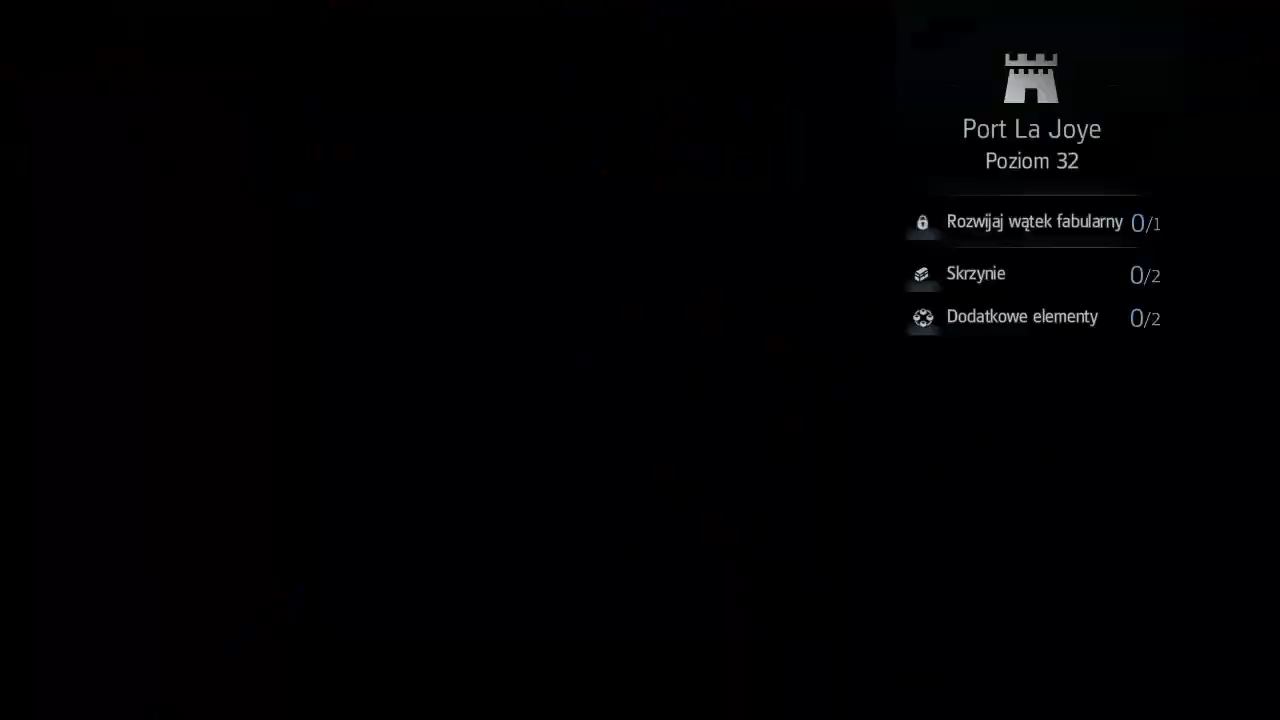 Port La Joye
Poziom 32
Rozwijaj wątek fabularny 0/1
Skrzynie 0/2
Dodatkowe elementy 0/2